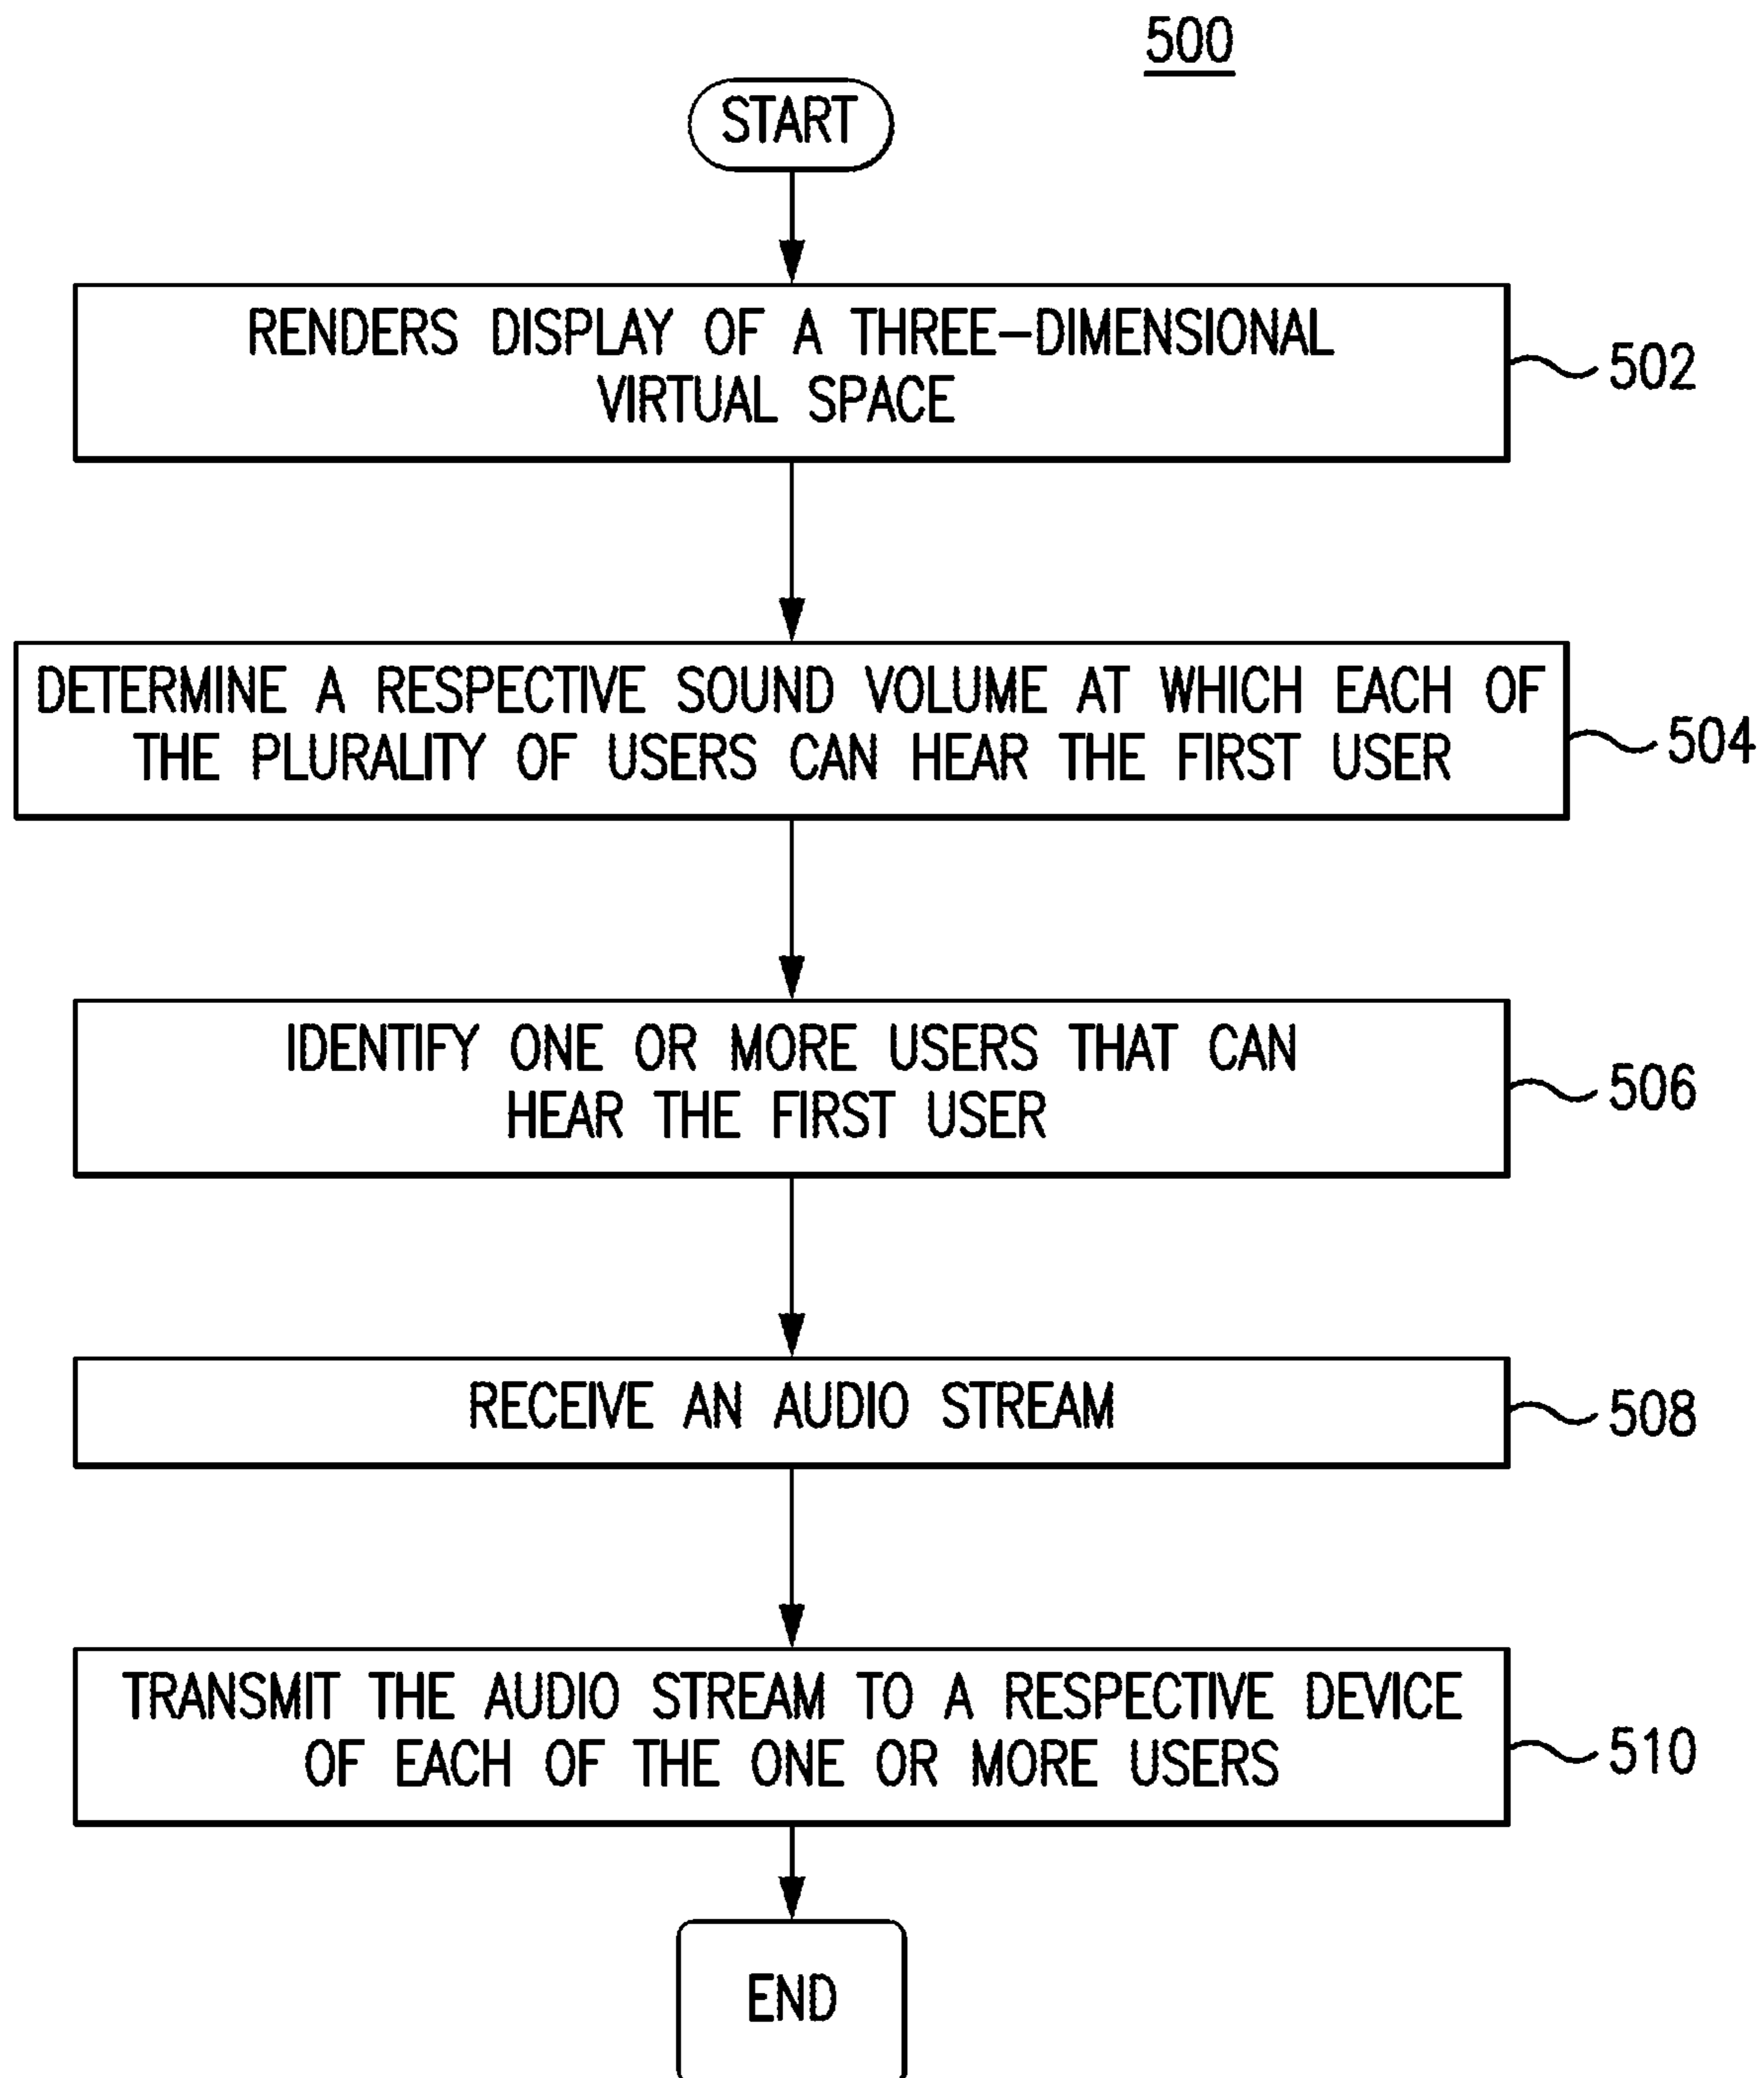 500
START
RENDERS DISPLAY OF A THREE-DIMENSIONAL
VIRTUAL SPACE
502
DETERMINE A RESPECTIVE SOUND VOLUME AT WHICH EACH OF
THE PLURALITY OF USERS CAN HEAR THE FIRST USER
504
IDENTIFY ONE OR MORE USERS THAT CAN
HEAR THE FIRST USER
506
RECEIVE AN AUDIO STREAM
508
TRANSMIT THE AUDIO STREAM TO A RESPECTIVE DEVICE
OF EACH OF THE ONE OR MORE USERS
510
END